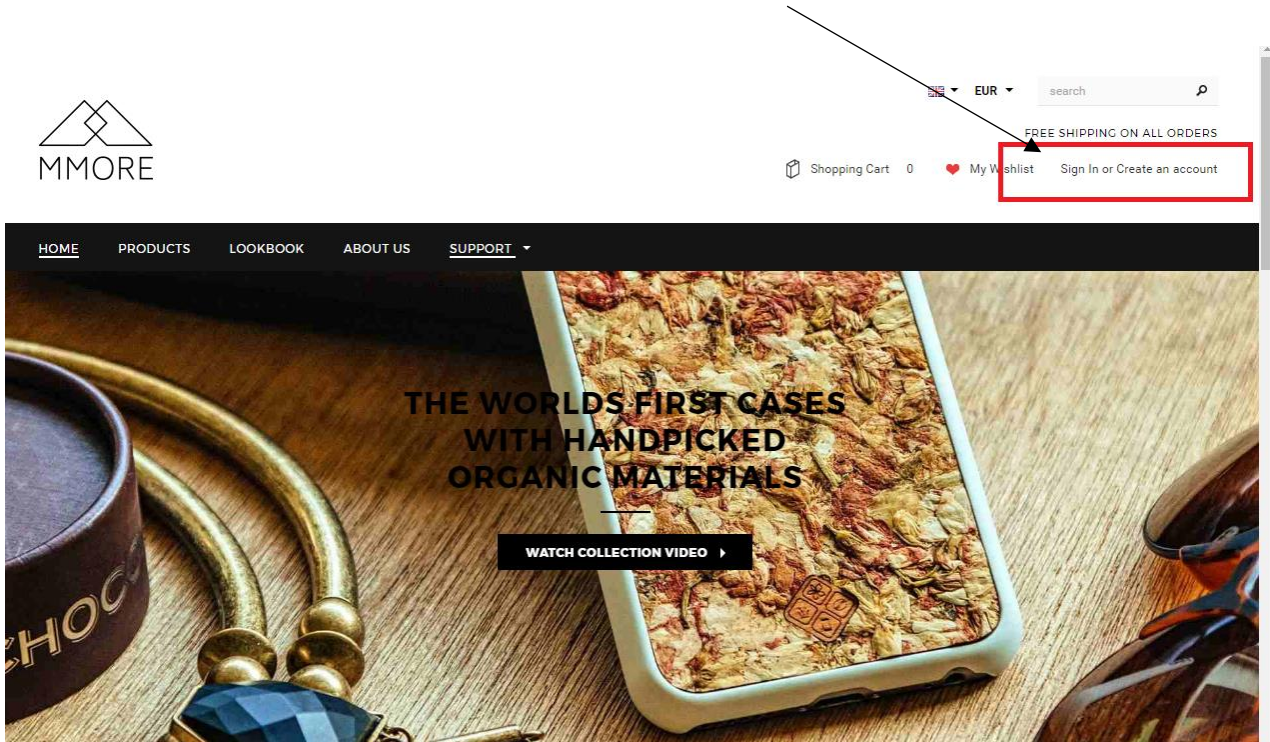 EUR
search
FREE SHIPPING ON ALL ORDERS
MMORE
Shopping Cart 0 My Wishlist Sign In or Create an account
HOME PRODUCTS LOOKBOOK ABOUT US SUPPORT
THE WORLDS FIRST CASES
WITH HANDPICKED
ORGANIC MATERIALS
WATCH COLLECTION VIDEO